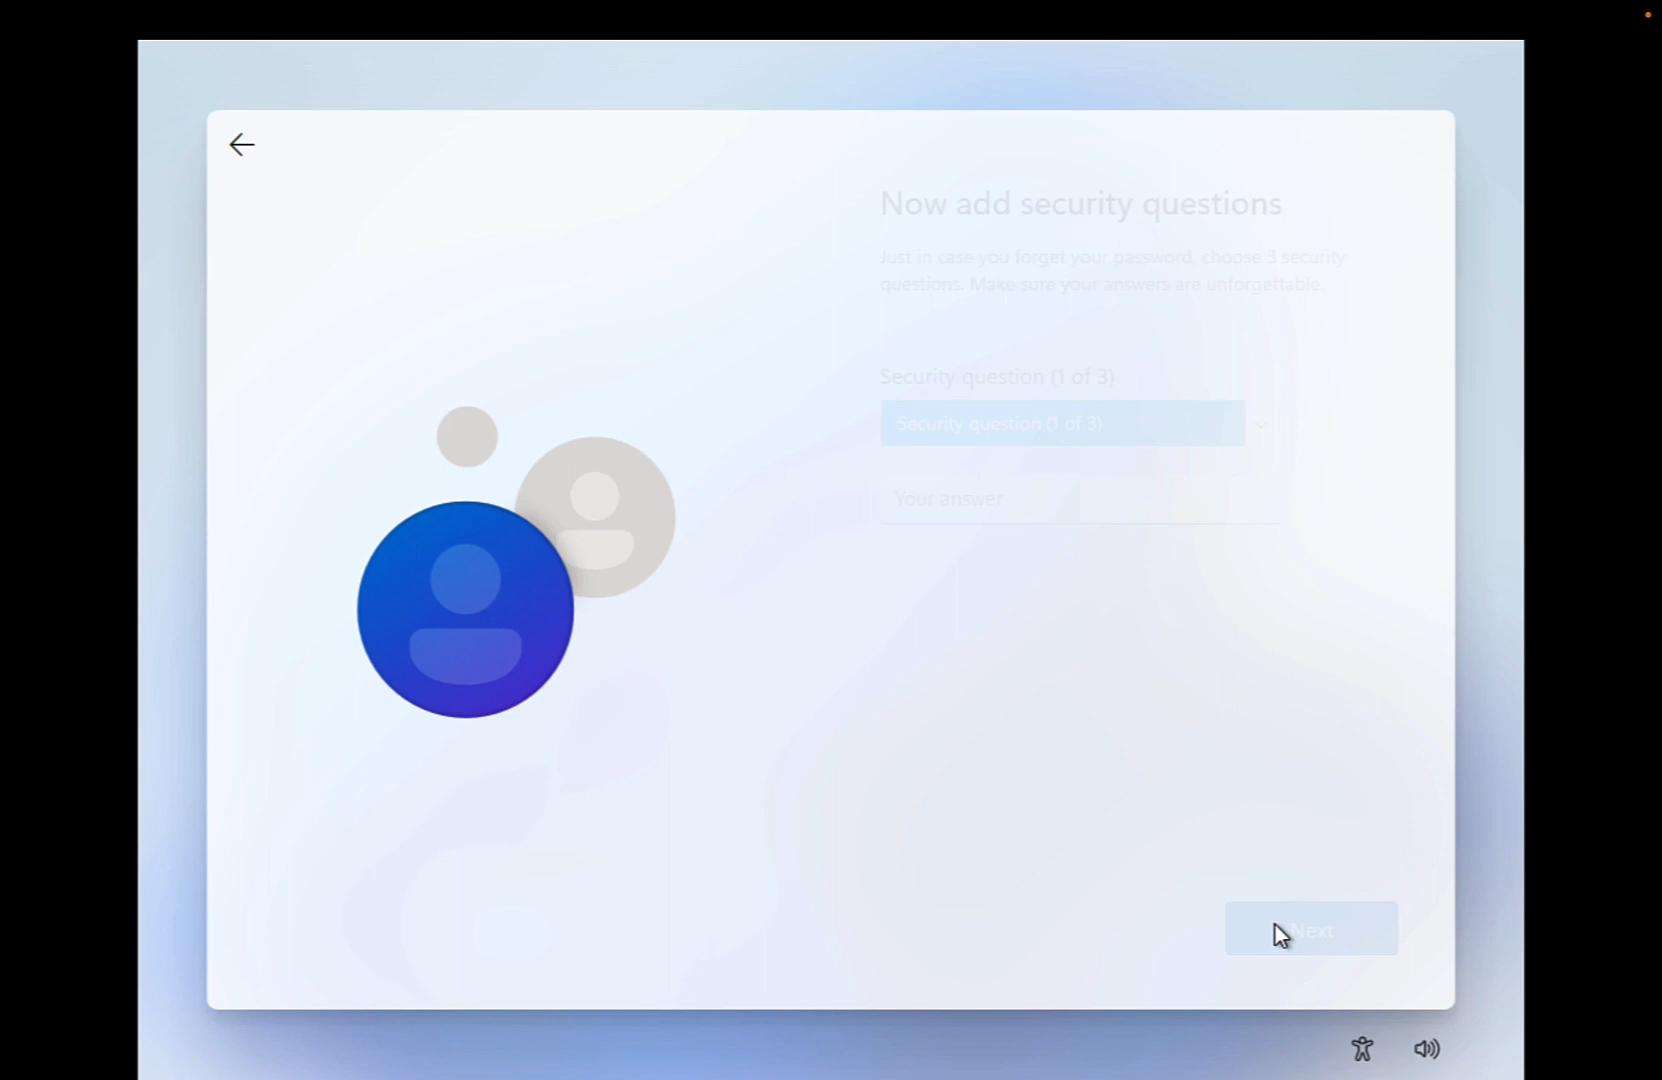 Now add security questions
Just in case you forget your password, choose 3 security
questions. Make sure your answers are unforgettable.
Security question (1 of 3)
Security question (1 of 3)
Your answer
Next